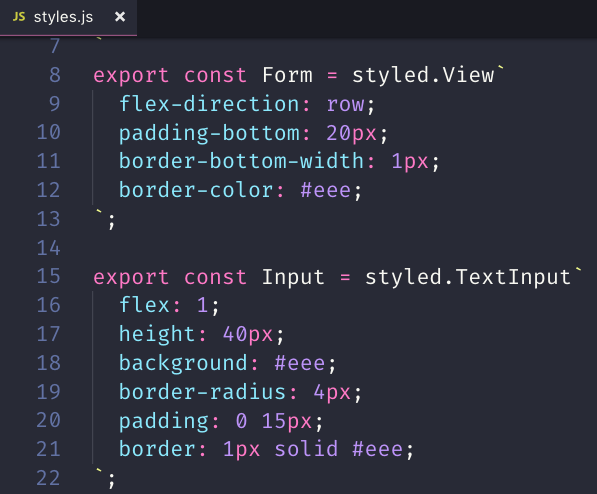 JS styles.js ×
7 `
8 export const Form = styled.View`
9 flex-direction: row;
10 padding-bottom: 20px;
11 border-bottom-width: 1px;
12 border-color: #eee;
13 `;
14
15 export const Input = styled.TextInput`
16 flex: 1;
17 height: 40px;
18 background: #eee;
19 border-radius: 4px;
20 padding: 0 15px;
21 border: 1px solid #eee;
22 `;